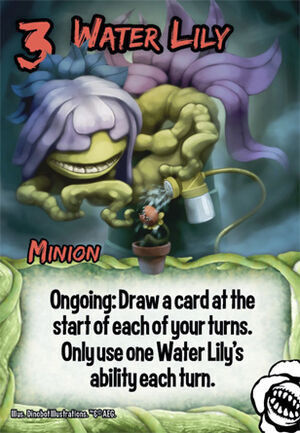 3 Water Lily
Minion
Ongoing: Draw a card at the
start of each of your turns.
Only use one Water Lily's
ability each turn.
Illus. Dinobot Illustrations. ™© AEG.